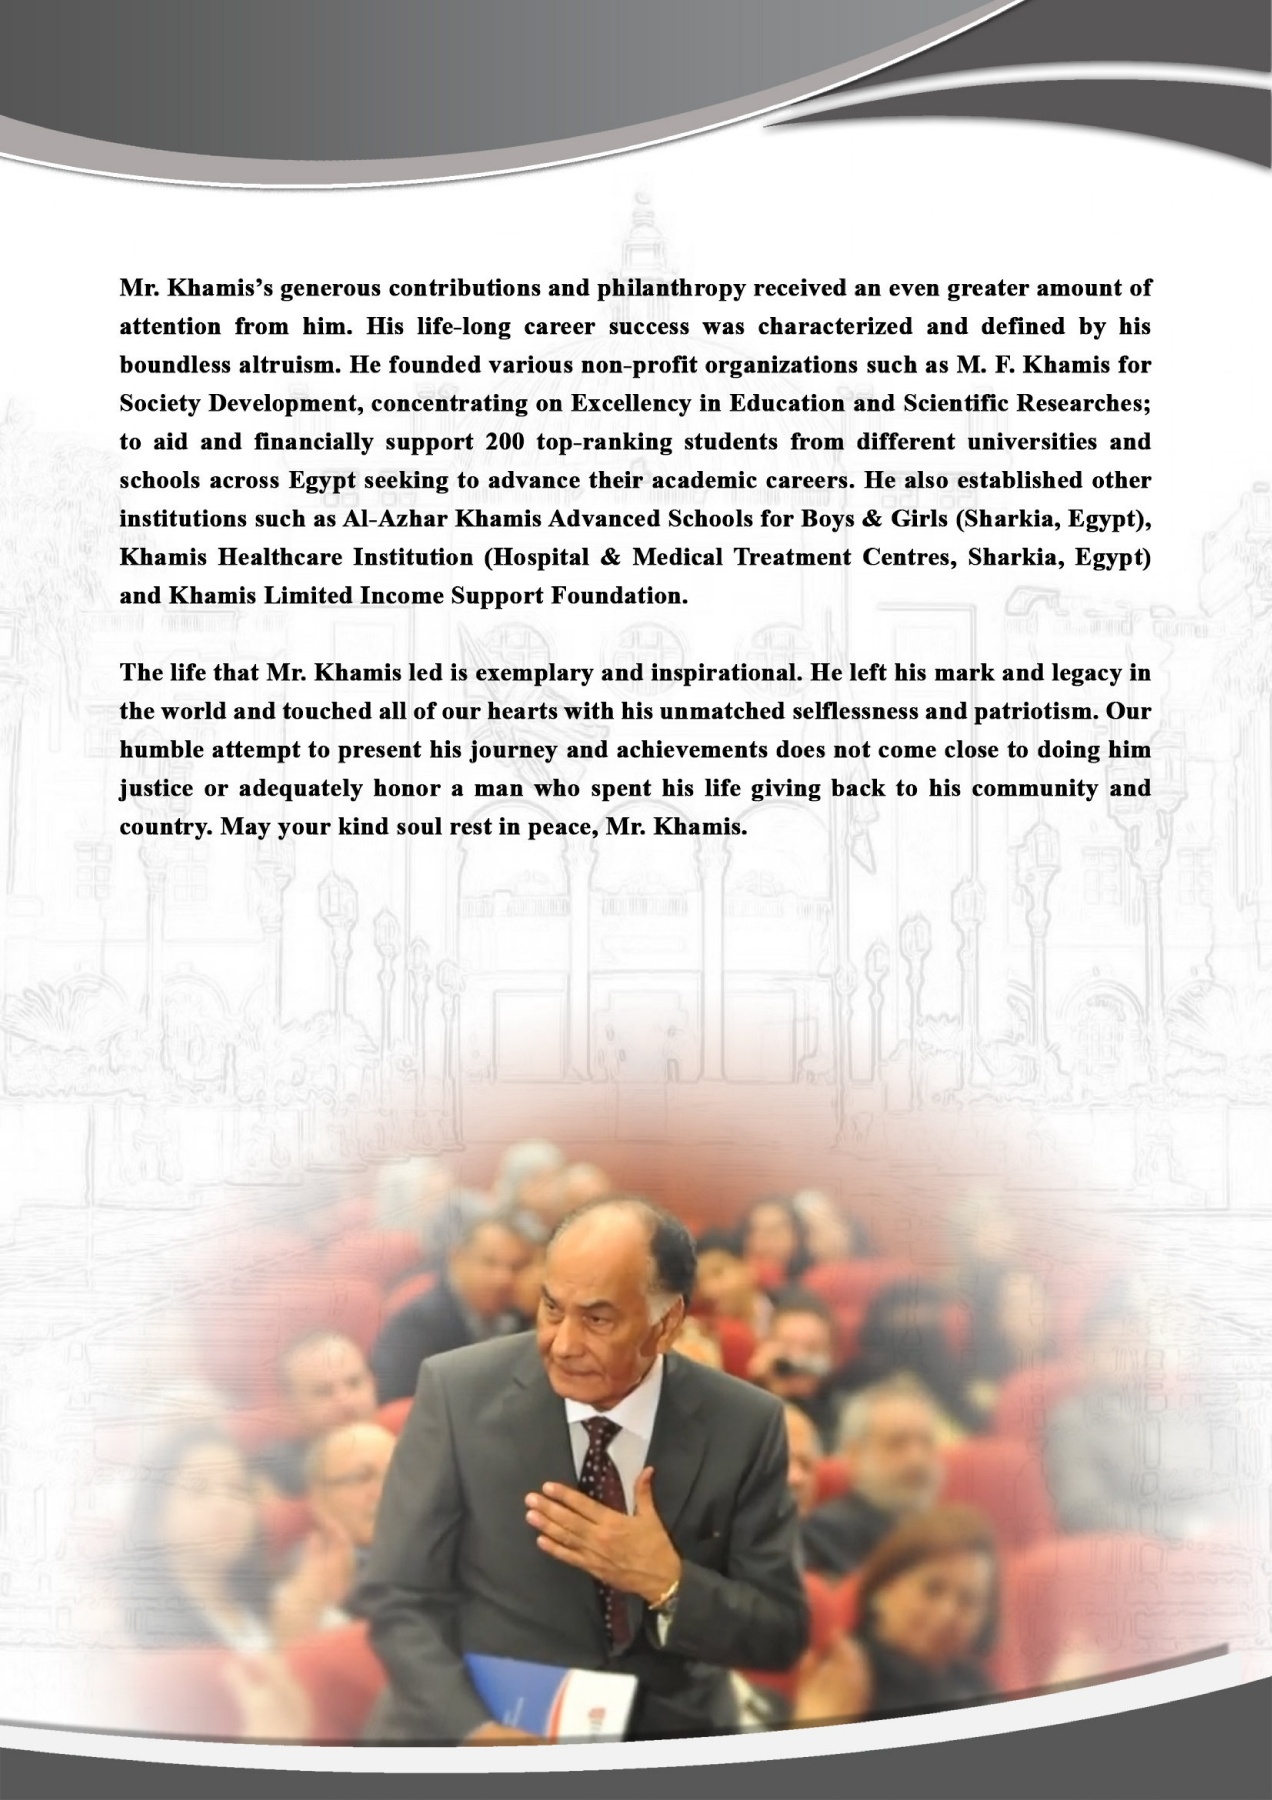 Mr. Khamis’s generous contributions and philanthropy received an even greater amount of
attention from him. His life-long career success was characterized and defined by his
boundless altruism. He founded various non-profit organizations such as M. F. Khamis for
Society Development, concentrating on Excellency in Education and Scientific Researches;
to aid and financially support 200 top-ranking students from different universities and
schools across Egypt seeking to advance their academic careers. He also established other
institutions such as Al-Azhar Khamis Advanced Schools for Boys & Girls (Sharkia, Egypt),
Khamis Healthcare Institution (Hospital & Medical Treatment Centres, Sharkia, Egypt)
and Khamis Limited Income Support Foundation.
The life that Mr. Khamis led is exemplary and inspirational. He left his mark and legacy in
the world and touched all of our hearts with his unmatched selflessness and patriotism. Our
humble attempt to present his journey and achievements does not come close to doing him
justice or adequately honor a man who spent his life giving back to his community and
country. May your kind soul rest in peace, Mr. Khamis.